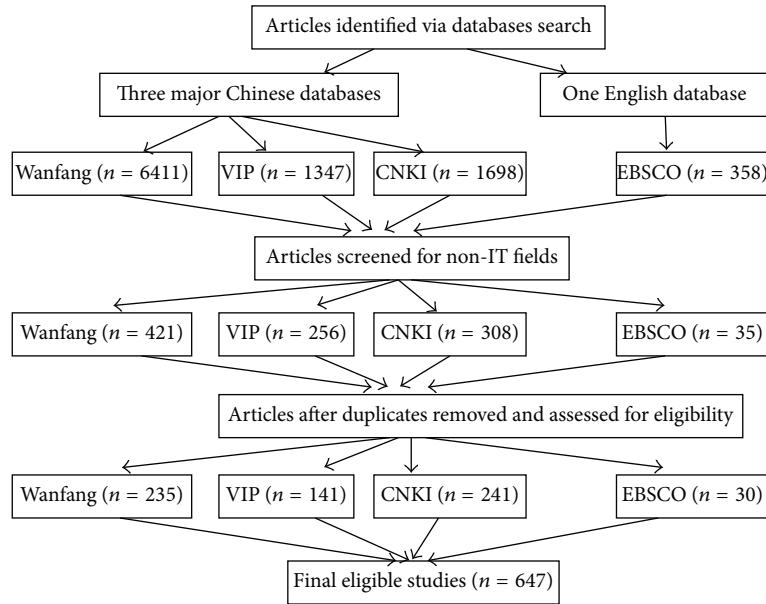 Articles identified via databases search
Three major Chinese databases
One English database
Wanfang (n = 6411)
VIP (n = 1347)
CNKI (n = 1698)
EBSCO (n = 358)
Articles screened for non-IT fields
Wanfang (n = 421)
VIP (n = 256)
CNKI (n = 308)
EBSCO (n = 35)
Articles after duplicates removed and assessed for eligibility
Wanfang (n = 235)
VIP (n = 141)
CNKI (n = 241)
EBSCO (n = 30)
Final eligible studies (n = 647)